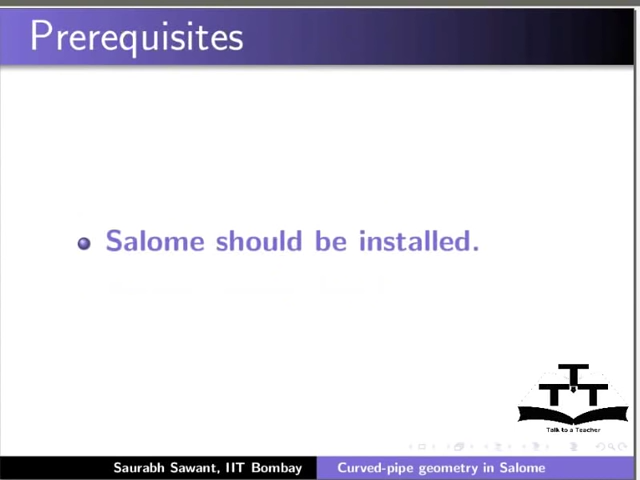 Prerequisites
Salome should be installed.
T
T T
Talk to a Teacher
Saurabh Sawant, IIT Bombay Curved-pipe geometry in Salome